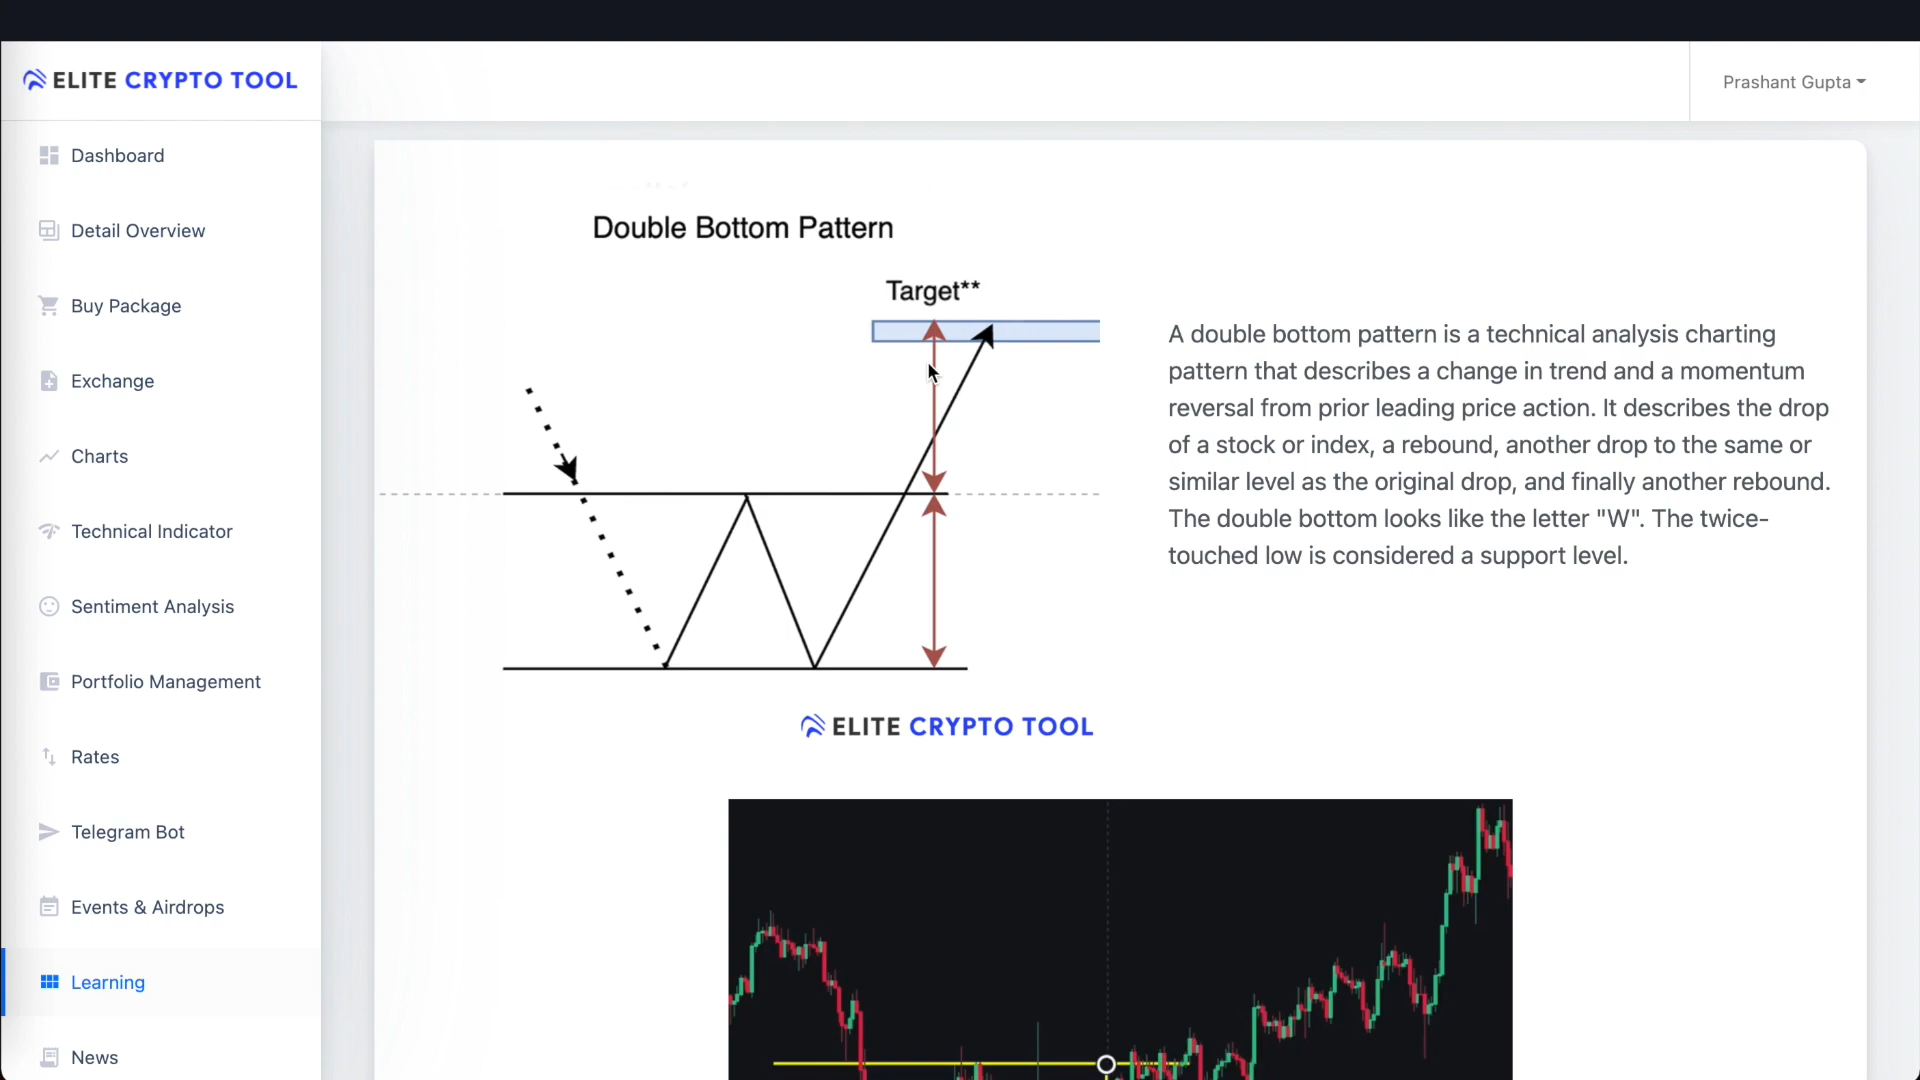 ELITE CRYPTO TOOL
Prashant Gupta
Dashboard
Detail Overview
Buy Package
Exchange
Charts
Technical Indicator
Sentiment Analysis
Portfolio Management
Rates
Telegram Bot
Events & Airdrops
Learning
News
Double Bottom Pattern
Target**
A double bottom pattern is a technical analysis charting
pattern that describes a change in trend and a momentum
reversal from prior leading price action. It describes the drop
of a stock or index, a rebound, another drop to the same or
similar level as the original drop, and finally another rebound.
The double bottom looks like the letter "W". The twice-
touched low is considered a support level.
ELITE CRYPTO TOOL